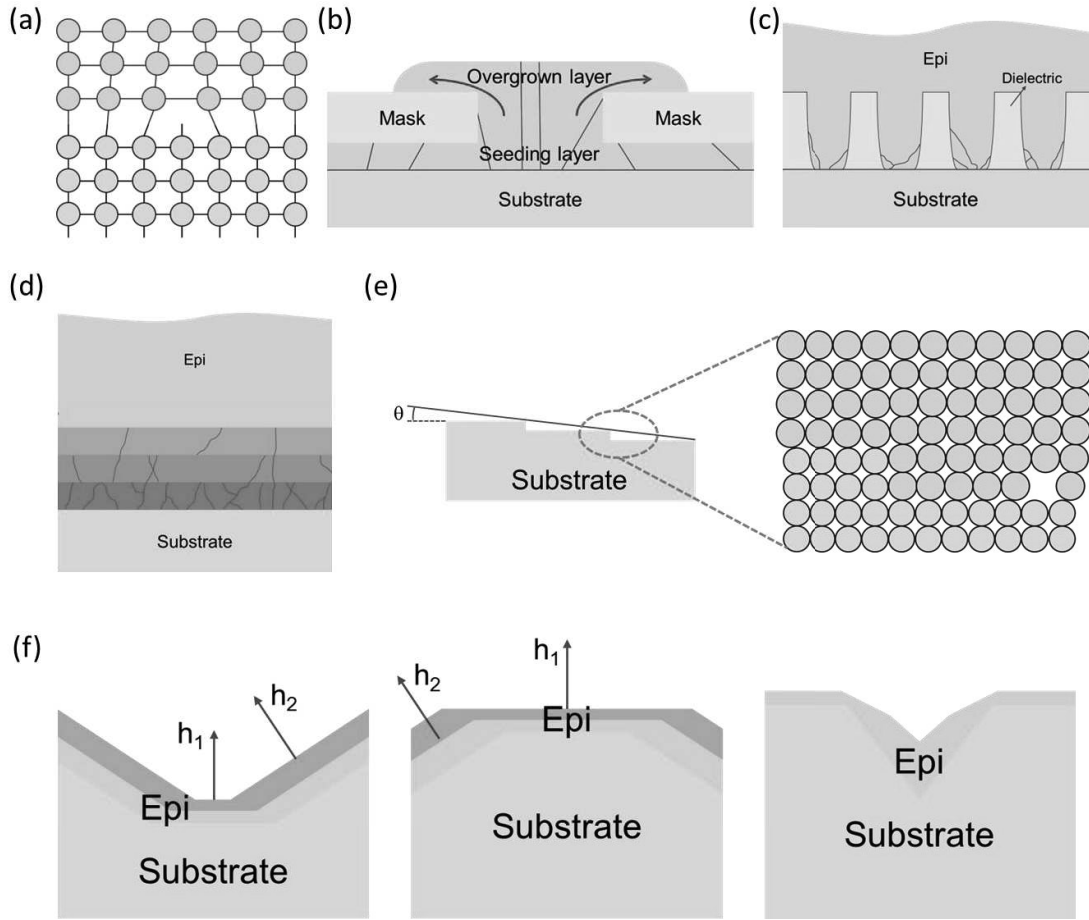 (a)
(b)
Overgrown layer
Mask
Mask
Seeding layer
Substrate
(c)
Epi
Dielectric
Substrate
(d)
Epi
Substrate
(e)
θ
Substrate
(f)
h₁
h₂
Epi
Substrate
h₁
h₂
Epi
Substrate
Epi
Substrate